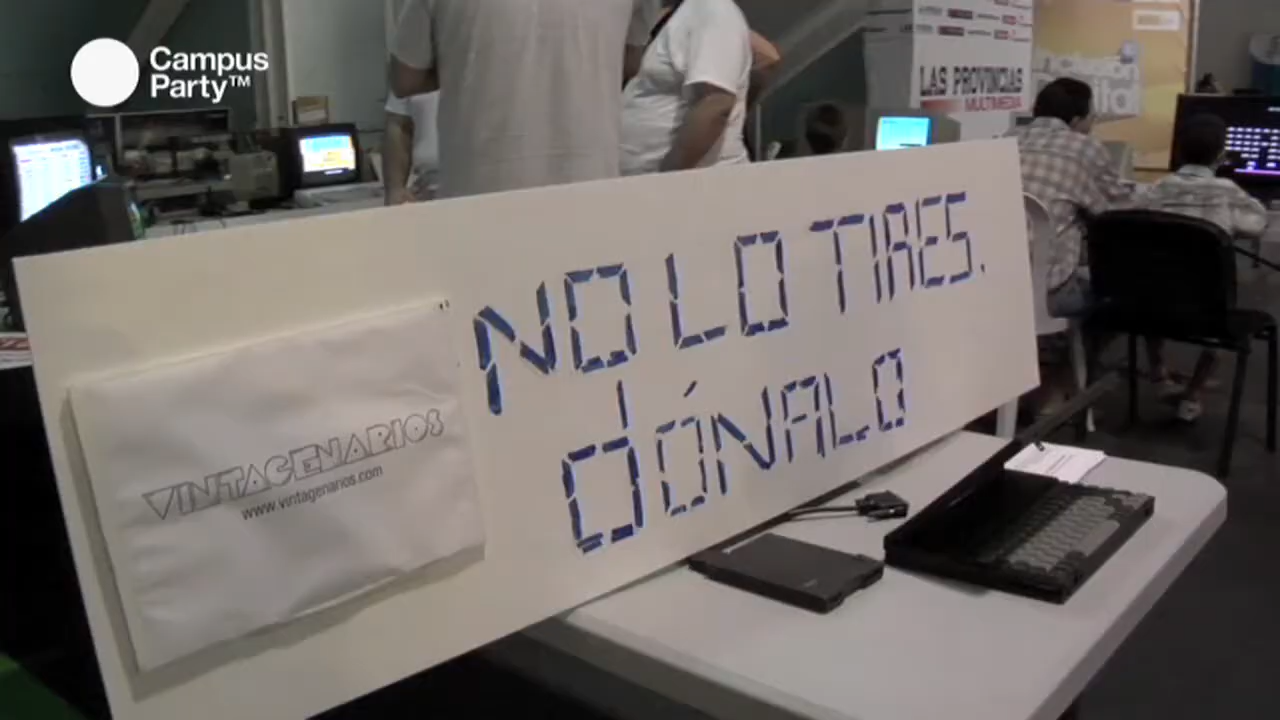 Campus
Party™
LAS PROVINCIAS
MULTIMEDIA
NO LO TIRES.
dÓNALO
VINTAGENARIOS
www.vintagenarios.com